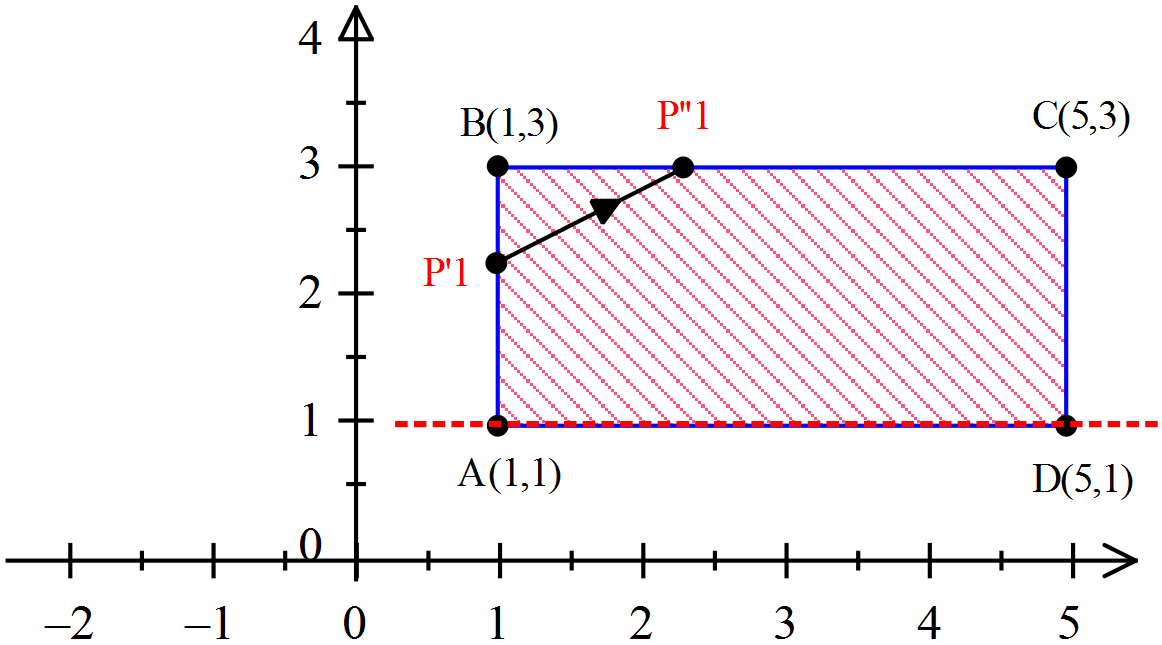 4
B(1,3)
P"1
C(5,3)
3
P'1
2
1
A(1,1)
D(5,1)
0
–2
–1
0
1
2
3
4
5